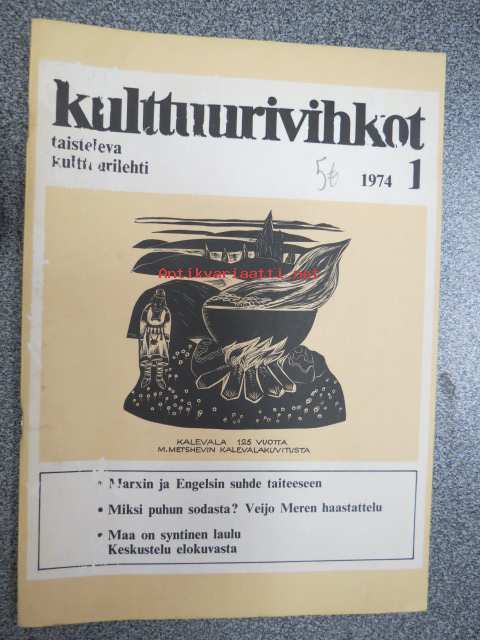 kulttuurivihkot
taisteleva
kulttuurilehti
5€
1974 1
Antikvariaatti.net
KALEVALA 125 VUOTTA
M.METSHEVIN KALEVALAKUVITUSTA
• Marxin ja Engelsin suhde taiteeseen
• Miksi puhun sodasta? Veijo Meren haastattelu
• Maa on syntinen laulu
Keskustelu elokuvasta